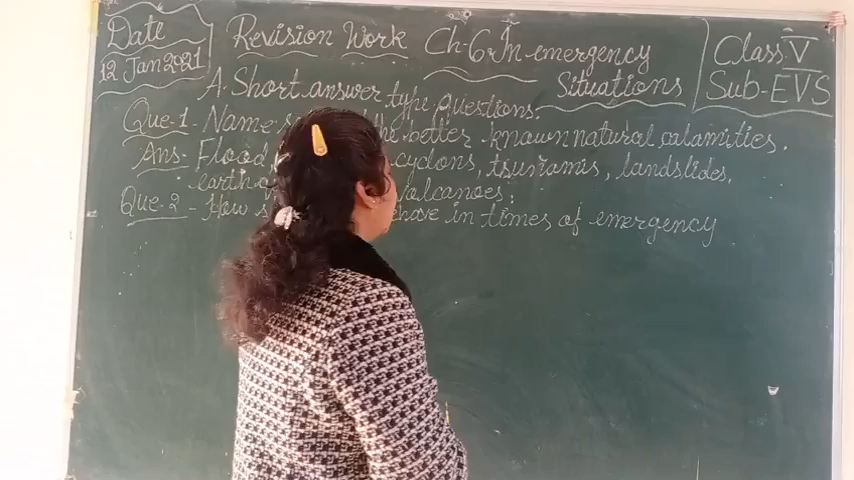 Date
12 Jan 2021
Revision Work
Ch-6 In emergency
Situations
Class V
Sub-EVS
A. Short answer type questions.
Que-1 - Name the better known natural calamities.
Ans- Flood cyclons, tsunamis, landslides,
earth volcanoes.
Que-2 - How have in times of emergency